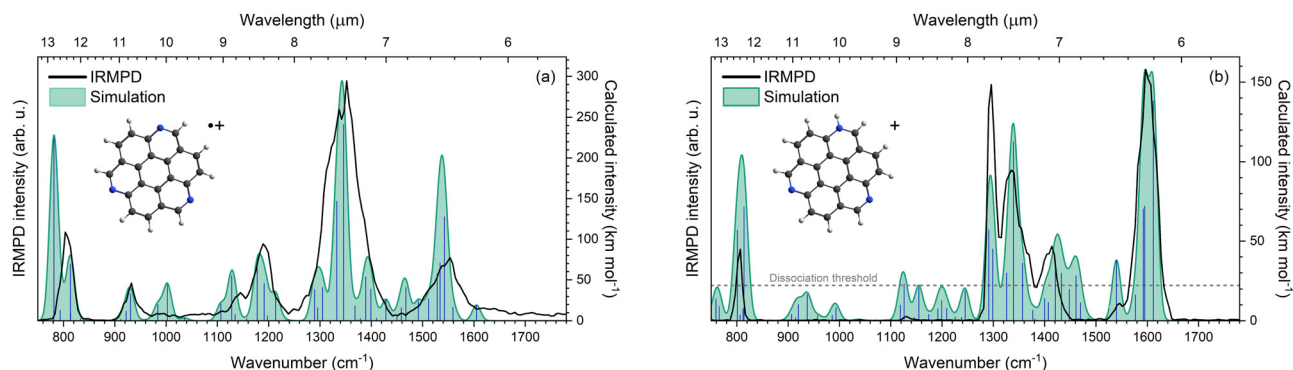 Wavelength (μm)
13 12 11 10 9 8 7 6
IRMPD
Simulation
(a)
•+
IRMPD intensity (arb. u.)
Calculated intensity (km mol⁻¹)
300
250
200
150
100
50
0
800 900 1000 1100 1200 1300 1400 1500 1600 1700
Wavenumber (cm⁻¹)
Wavelength (μm)
13 12 11 10 9 8 7 6
IRMPD
Simulation
(b)
+
Dissociation threshold
IRMPD intensity (arb. u.)
Calculated intensity (km mol⁻¹)
150
100
50
0
800 900 1000 1100 1200 1300 1400 1500 1600 1700
Wavenumber (cm⁻¹)